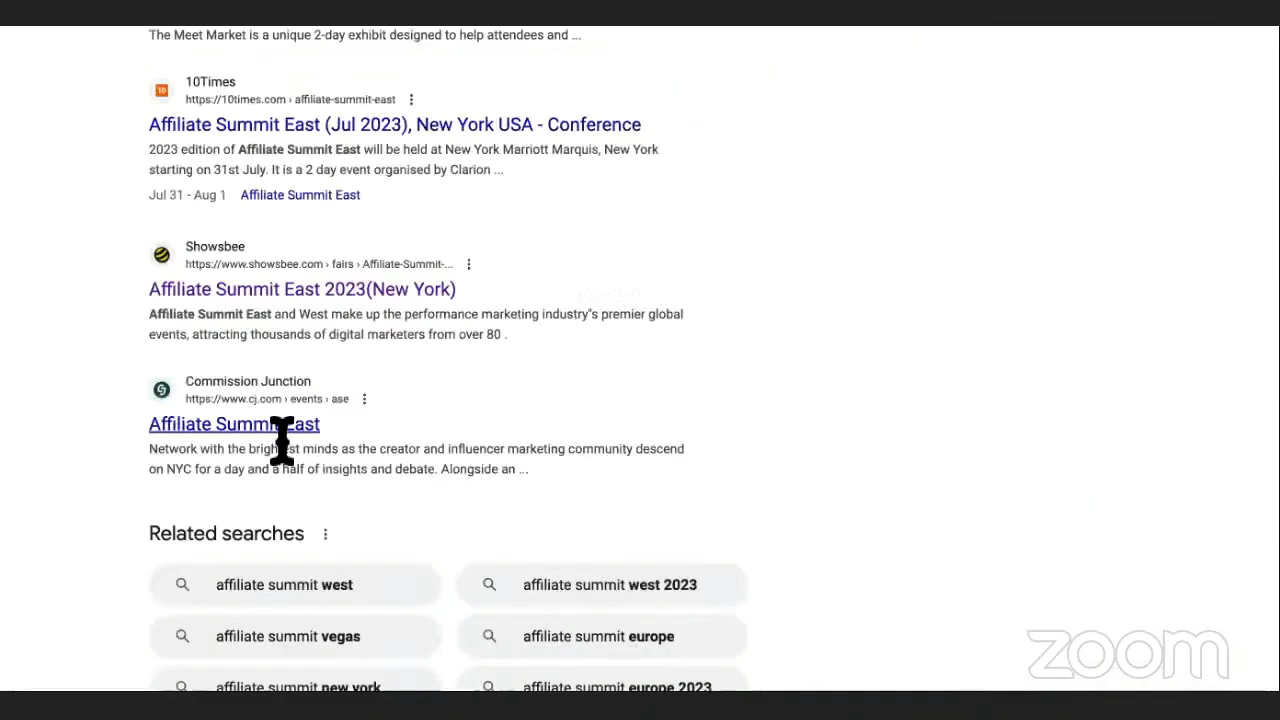 The Meet Market is a unique 2-day exhibit designed to help attendees and ...
10Times
https://10times.com › affiliate-summit-east
Affiliate Summit East (Jul 2023), New York USA - Conference
2023 edition of Affiliate Summit East will be held at New York Marriott Marquis, New York
starting on 31st July. It is a 2 day event organised by Clarion ...
Jul 31 - Aug 1 Affiliate Summit East
Showsbee
https://www.showsbee.com › fairs › Affiliate-Summit-...
Affiliate Summit East 2023(New York)
Affiliate Summit East and West make up the performance marketing industry"s premier global
events, attracting thousands of digital marketers from over 80 .
Commission Junction
https://www.cj.com › events › ase
Affiliate Summit East
Network with the brightest minds as the creator and influencer marketing community descend
on NYC for a day and a half of insights and debate. Alongside an ...
Related searches
affiliate summit west
affiliate summit west 2023
affiliate summit vegas
affiliate summit europe
affiliate summit new york
affiliate summit europe 2023
zoom